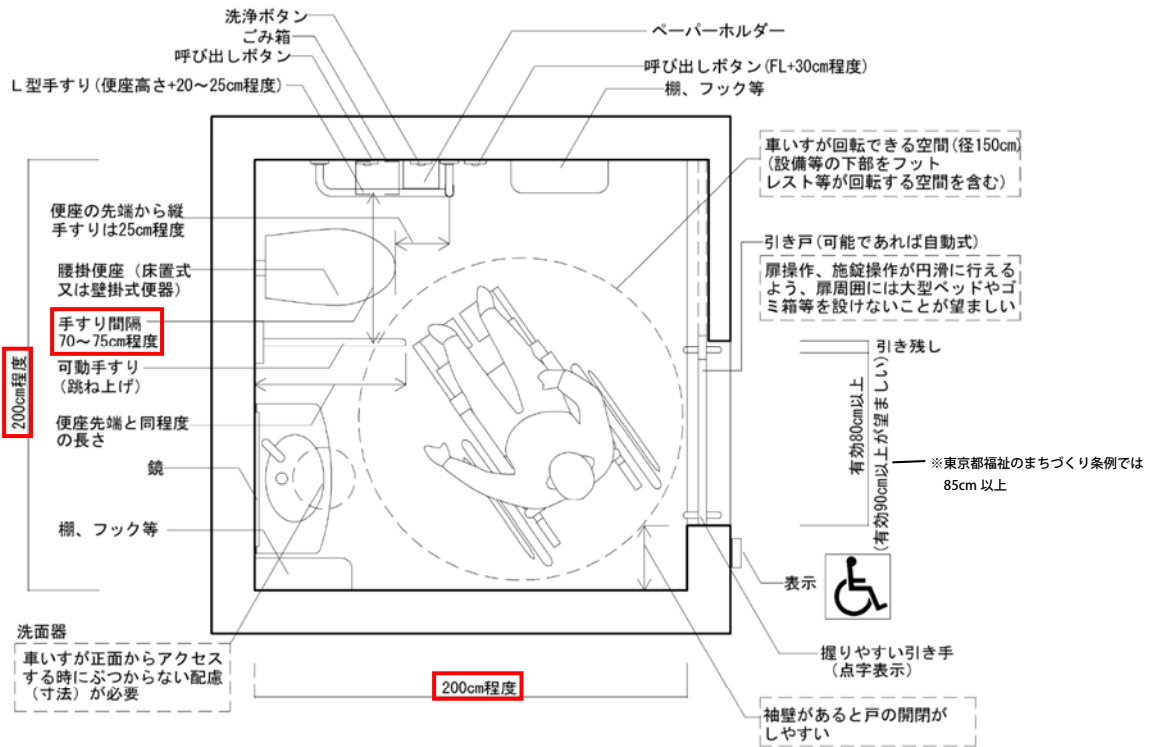 洗浄ボタン
ごみ箱
呼び出しボタン
L型手すり(便座高さ+20~25cm程度)
ペーパーホルダー
呼び出しボタン(FL+30cm程度)
棚、フック等
車いすが回転できる空間(径150cm)
(設備等の下部をフット
レスト等が回転する空間を含む)
便座の先端から縦
手すりは25cm程度
腰掛便座(床置式
又は壁掛式便器)
手すり間隔
70~75cm程度
可動手すり
(跳ね上げ)
200cm程度
便座先端と同程度
の長さ
鏡
棚、フック等
洗面器
車いすが正面からアクセス
する時にぶつからない配慮
(寸法)が必要
200cm程度
引き戸(可能であれば自動式)
扉操作、施錠操作が円滑に行える
よう、扉周囲には大型ベッドやゴ
ミ箱等を設けないことが望ましい
引き残し
有効80cm以上
(有効90cm以上が望ましい)
※東京都福祉のまちづくり条例では
85cm 以上
表示
握りやすい引き手
(点字表示)
袖壁があると戸の開閉が
しやすい